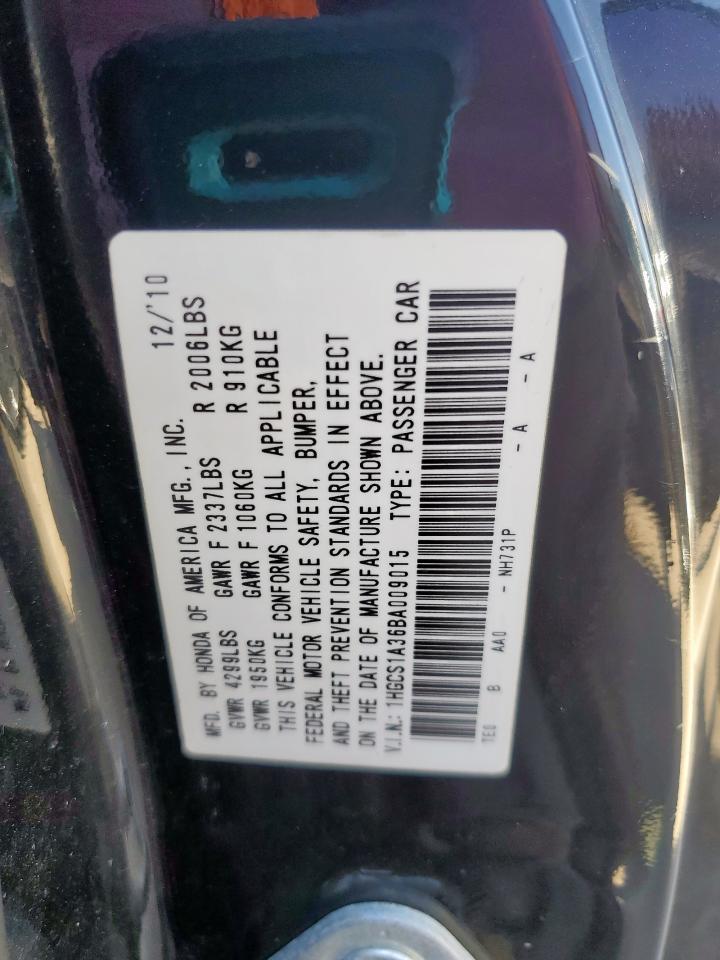 MFD. BY HONDA OF AMERICA MFG., INC. 12/'10
GVWR 4299LBS GAWR F 2337LBS R 2006LBS
GVWR 1950KG GAWR F 1060KG R 910KG
THIS VEHICLE CONFORMS TO ALL APPLICABLE
FEDERAL MOTOR VEHICLE SAFETY, BUMPER,
AND THEFT PREVENTION STANDARDS IN EFFECT
ON THE DATE OF MANUFACTURE SHOWN ABOVE.
V.I.N.: 1HGCS1A36BA009015 TYPE: PASSENGER CAR
TE0 B AA0 - NH731P - A - A